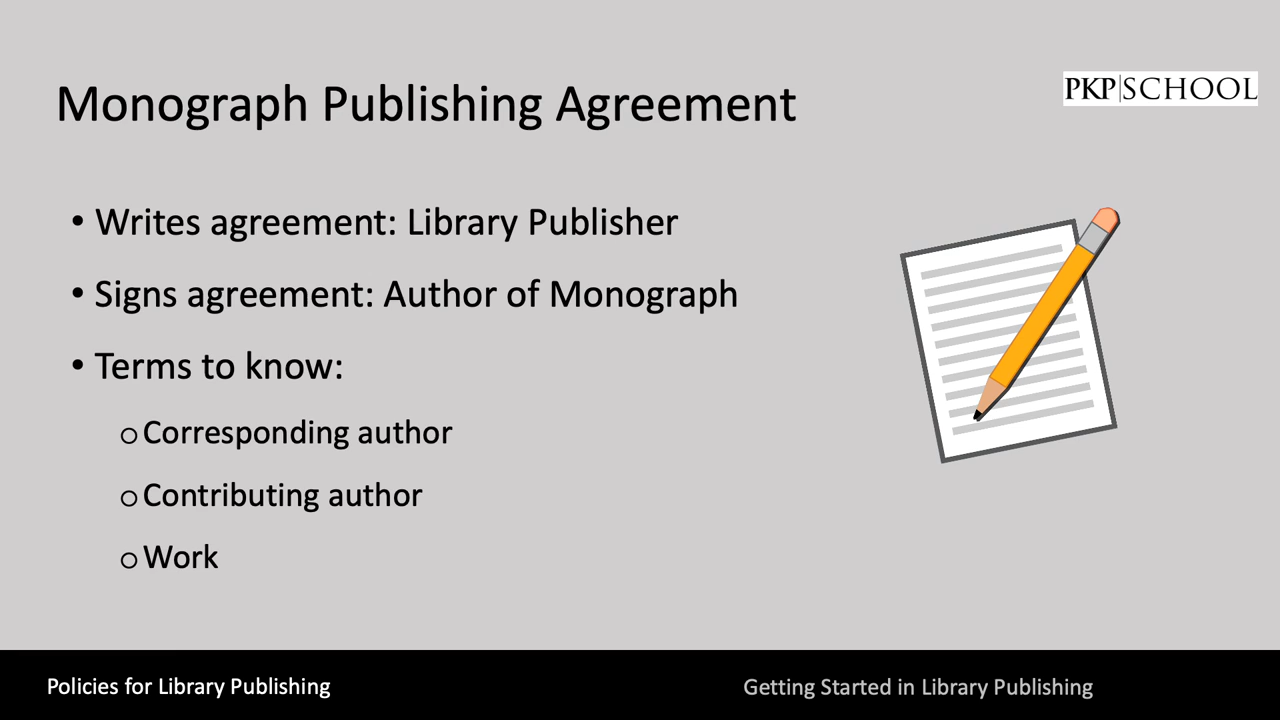 Monograph Publishing Agreement
PKP|SCHOOL
• Writes agreement: Library Publisher
• Signs agreement: Author of Monograph
• Terms to know:
o Corresponding author
o Contributing author
o Work
Policies for Library Publishing
Getting Started in Library Publishing